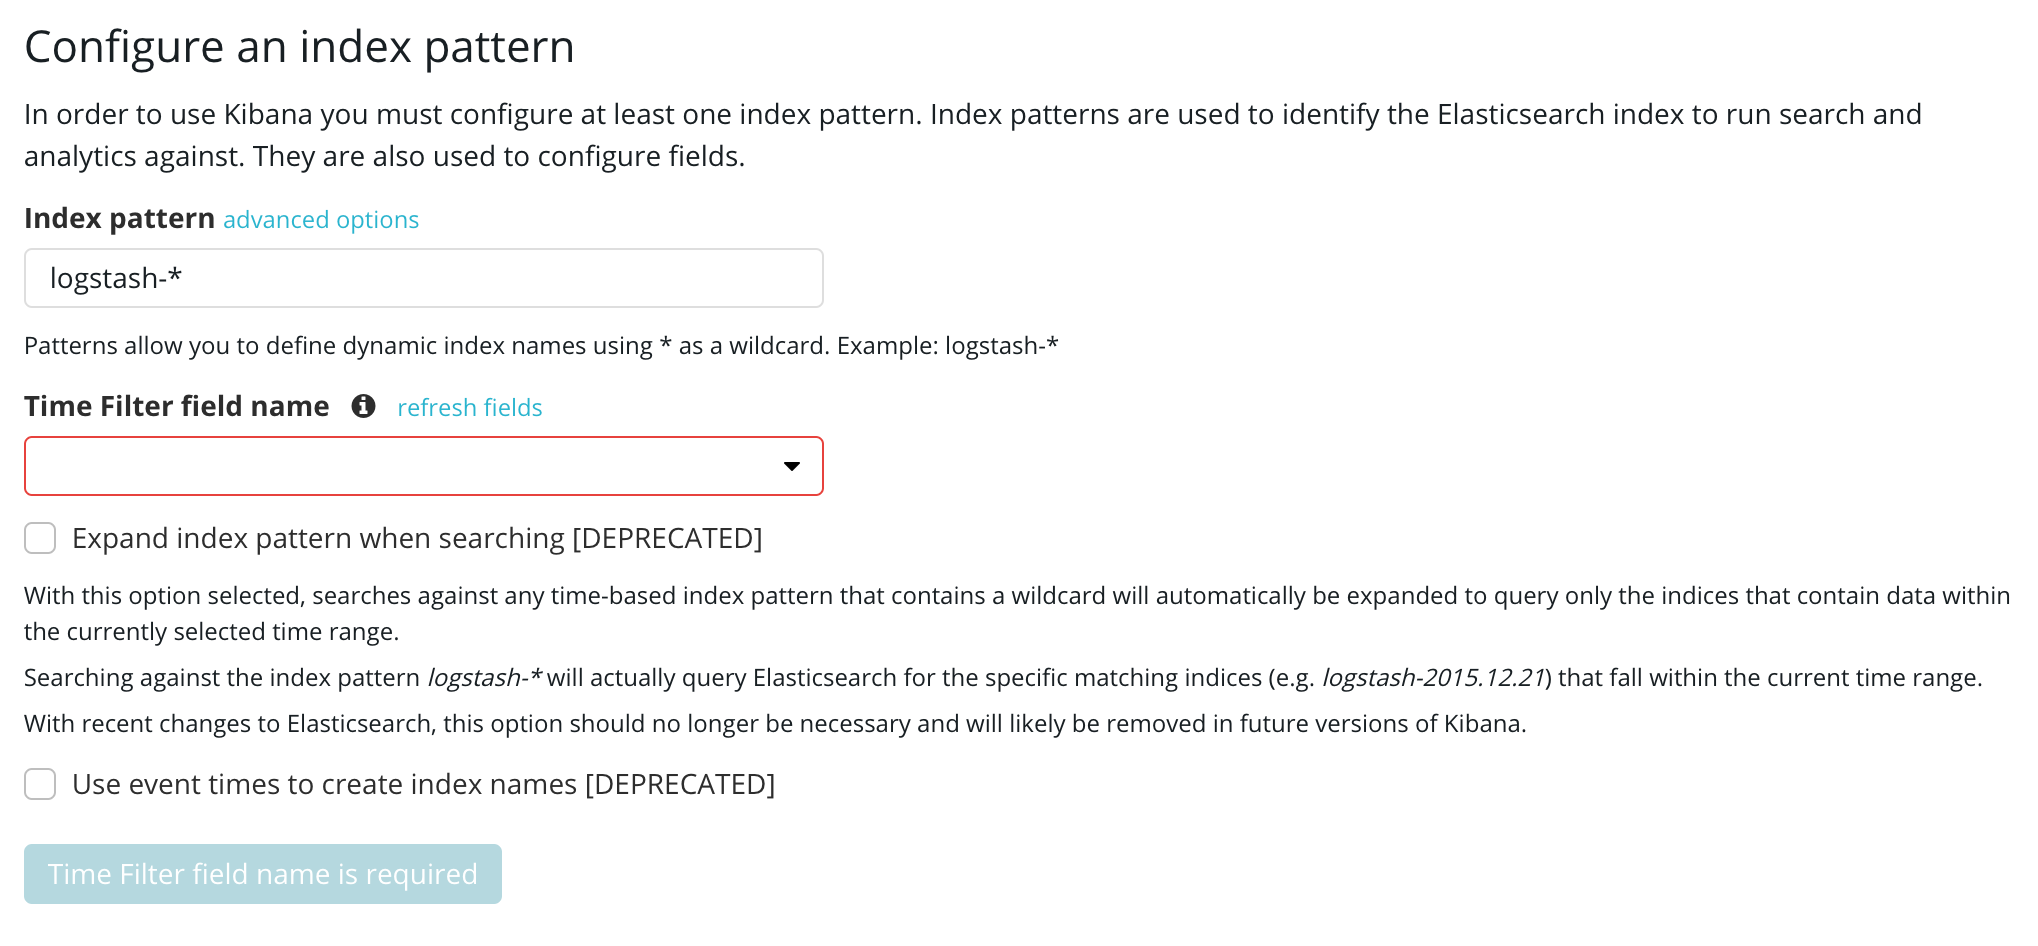 Configure an index pattern
In order to use Kibana you must configure at least one index pattern. Index patterns are used to identify the Elasticsearch index to run search and
analytics against. They are also used to configure fields.
Index pattern advanced options
logstash-*
Patterns allow you to define dynamic index names using * as a wildcard. Example: logstash-*
Time Filter field name refresh fields
Expand index pattern when searching [DEPRECATED]
With this option selected, searches against any time-based index pattern that contains a wildcard will automatically be expanded to query only the indices that contain data within
the currently selected time range.
Searching against the index pattern logstash-* will actually query Elasticsearch for the specific matching indices (e.g. logstash-2015.12.21) that fall within the current time range.
With recent changes to Elasticsearch, this option should no longer be necessary and will likely be removed in future versions of Kibana.
Use event times to create index names [DEPRECATED]
Time Filter field name is required